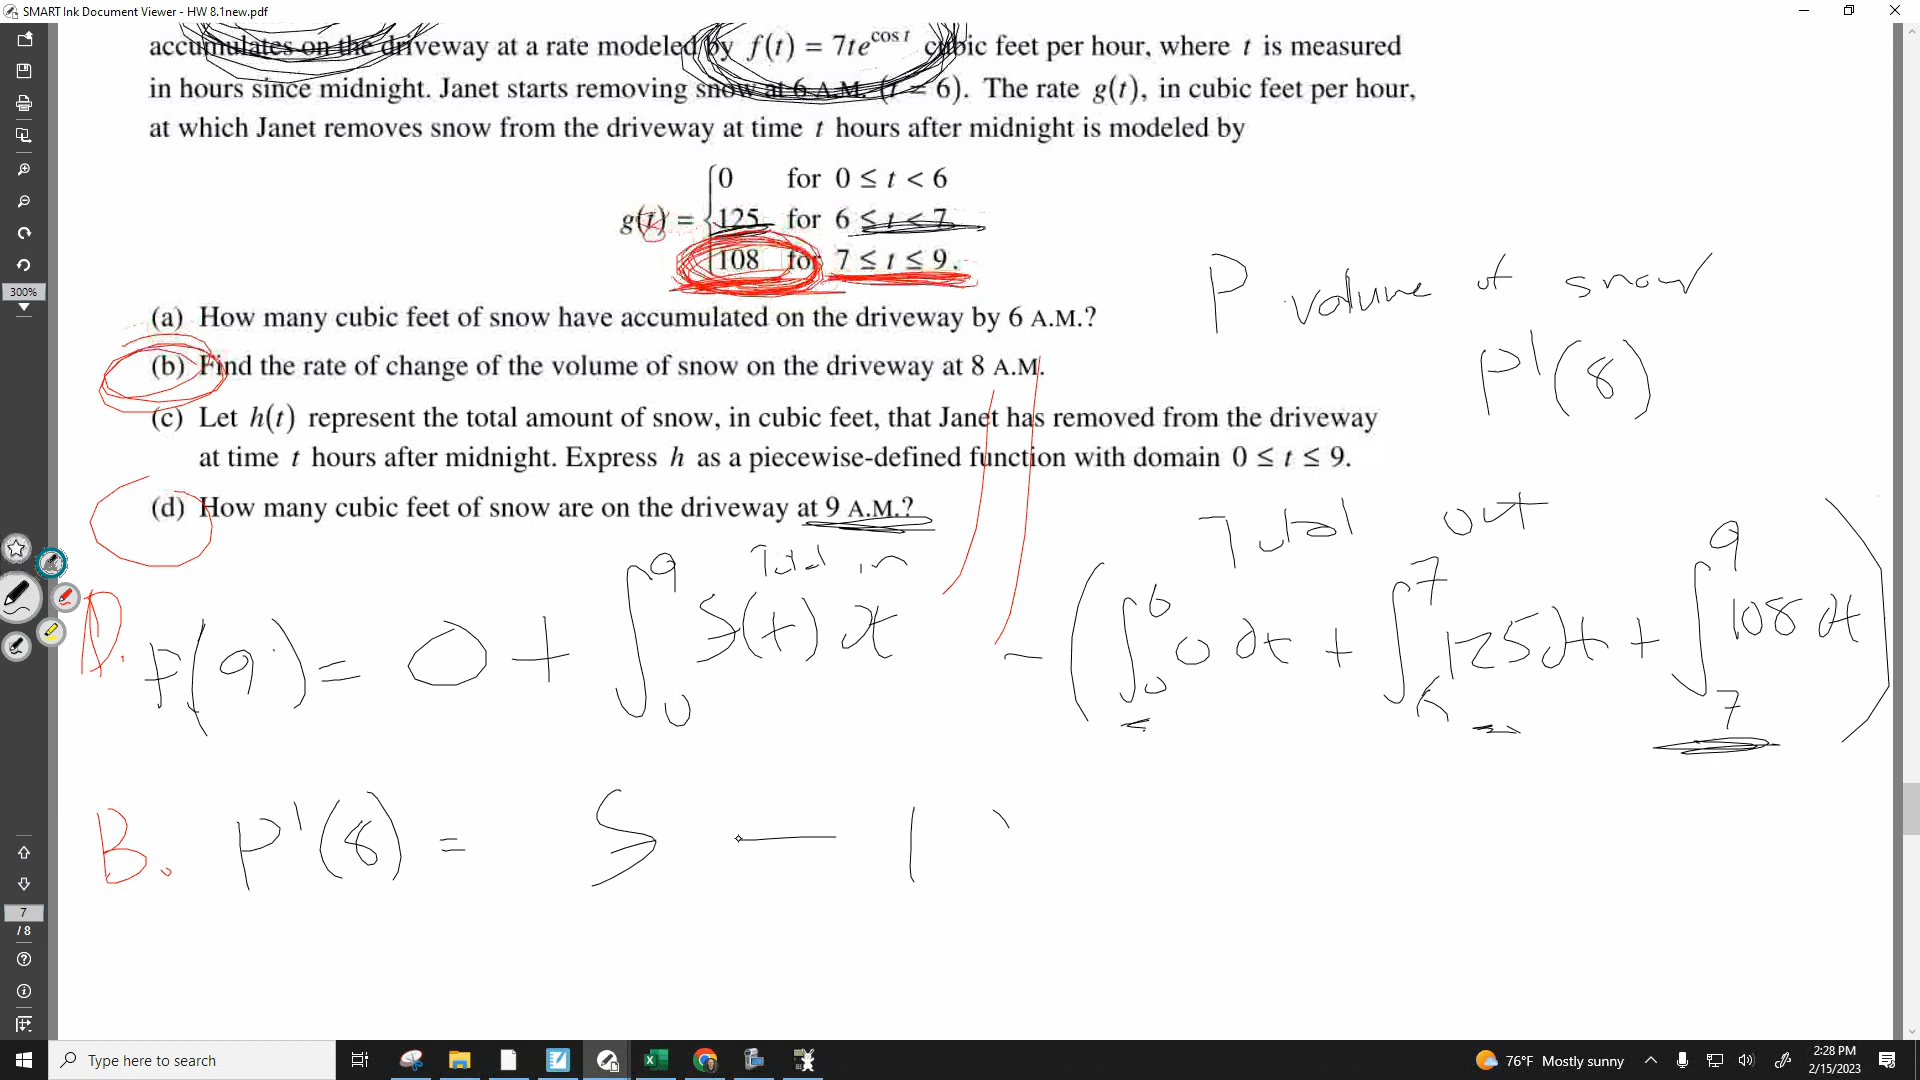 SMART Ink Document Viewer - HW 8.1new.pdf
accumulates on the driveway at a rate modeled by f(t) = 7te^cos t cubic feet per hour, where t is measured
in hours since midnight. Janet starts removing snow at 6 A.M. (t = 6). The rate g(t), in cubic feet per hour,
at which Janet removes snow from the driveway at time t hours after midnight is modeled by
0 for 0 ≤ t < 6
g(t) = { 125 for 6 ≤ t < 7
108 for 7 ≤ t ≤ 9.
P volume of snow
(a) How many cubic feet of snow have accumulated on the driveway by 6 A.M.?
(b) Find the rate of change of the volume of snow on the driveway at 8 A.M.
P'(8)
(c) Let h(t) represent the total amount of snow, in cubic feet, that Janet has removed from the driveway
at time t hours after midnight. Express h as a piecewise-defined function with domain 0 ≤ t ≤ 9.
(d) How many cubic feet of snow are on the driveway at 9 A.M.?
Total in
Total out
D. P(9) = 0 + ∫_0^9 S(t) dt - (∫_0^6 0 dt + ∫_6^7 125 dt + ∫_7^9 108 dt)
B. P'(8) = S — 1
300%
7
/ 8
Type here to search
76°F Mostly sunny
2:28 PM
2/15/2023